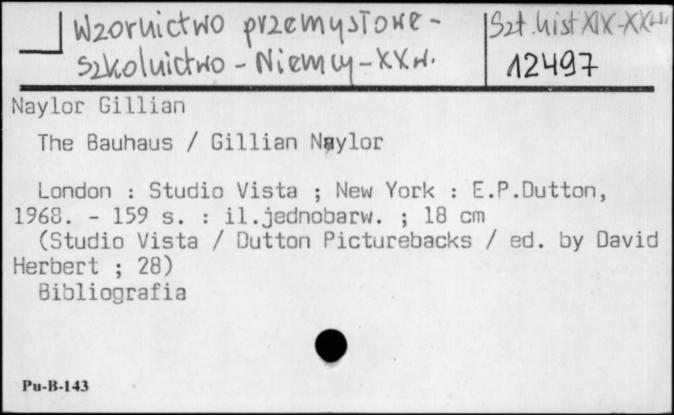 Wzornictwo przemysłowe -
Szkolnictwo - Niemcy - XX w.
Szt. hist XIX-XX w.
12497
Naylor Gillian
The Bauhaus / Gillian Naylor
London : Studio Vista ; New York : E.P.Dutton,
1968. - 159 s. : il.jednobarw. ; 18 cm
(Studio Vista / Dutton Picturebacks / ed. by David
Herbert ; 28)
Bibliografia
Pu-B-143